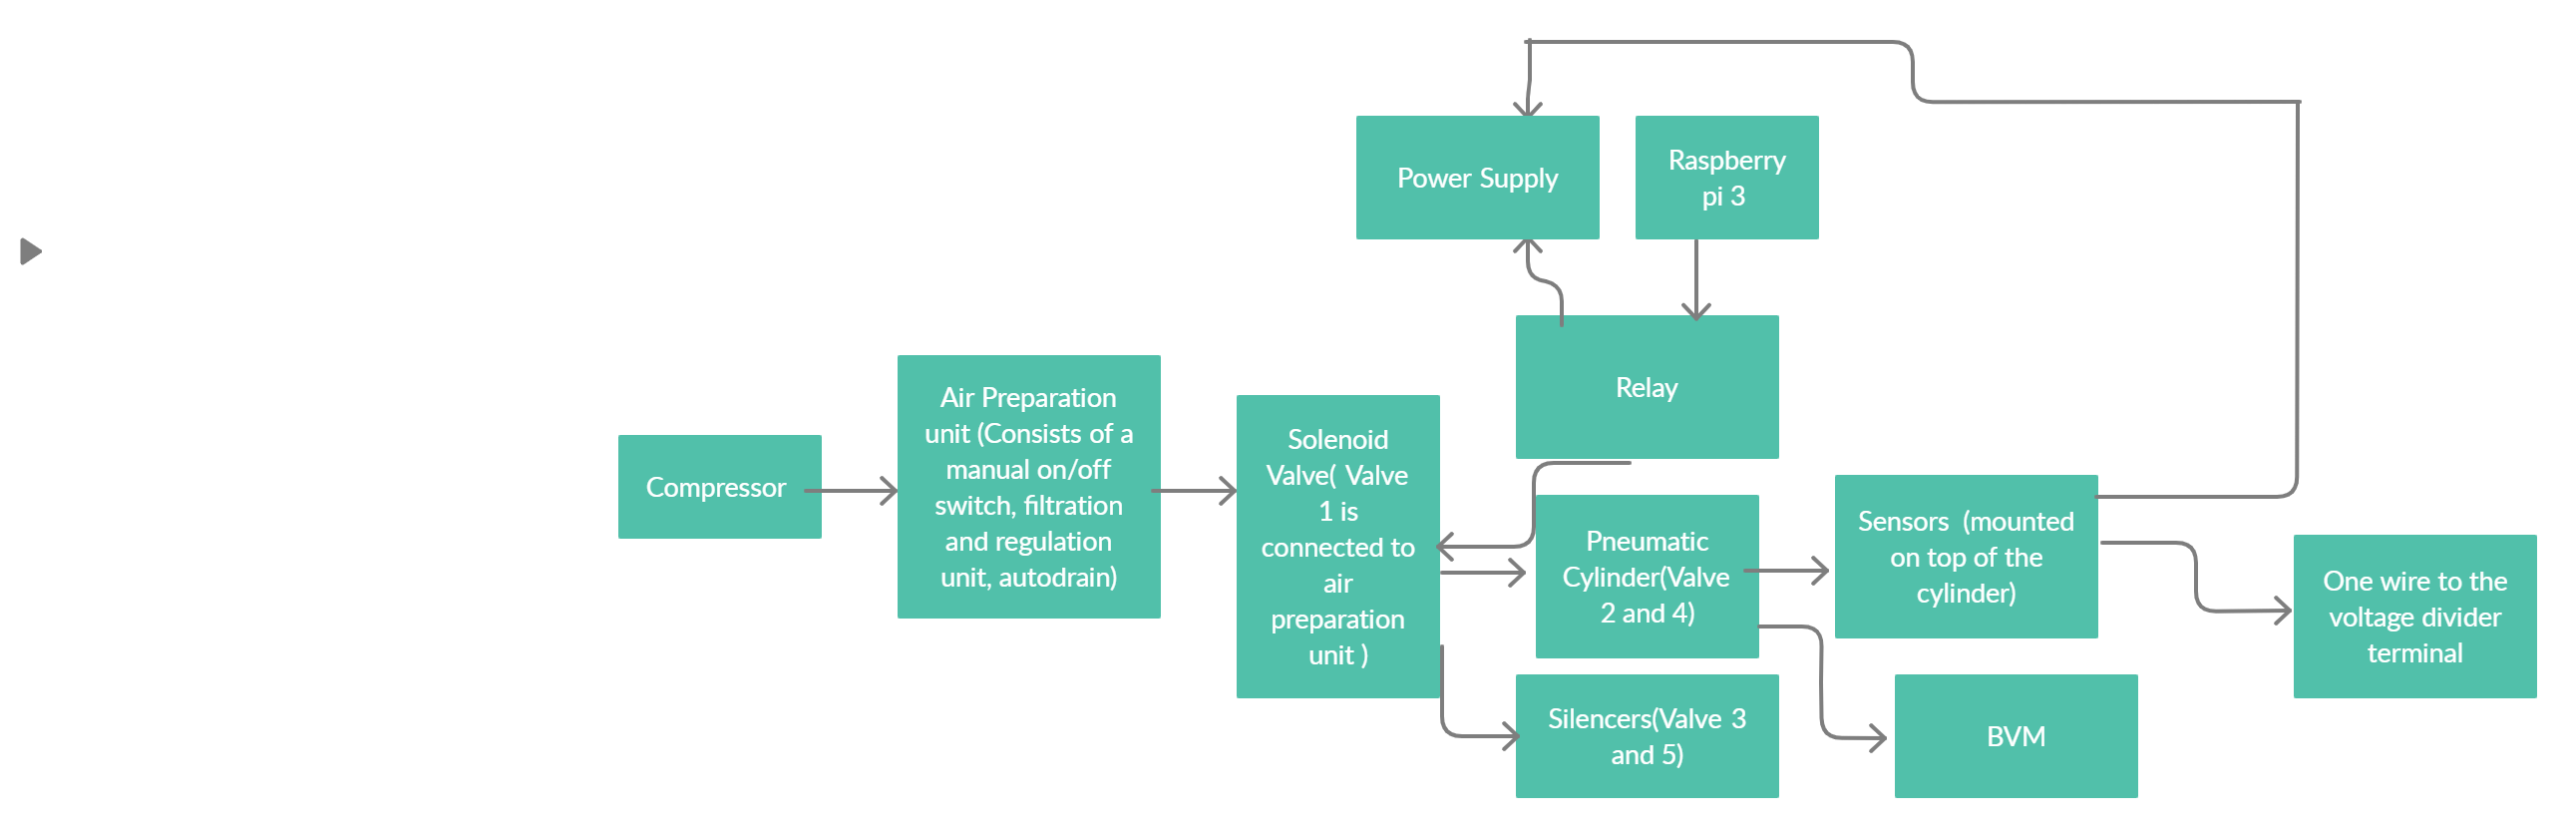 Power Supply
Raspberry
pi 3
Relay
Compressor
Air Preparation
unit (Consists of a
manual on/off
switch, filtration
and regulation
unit, autodrain)
Solenoid
Valve( Valve
1 is
connected to
air
preparation
unit )
Pneumatic
Cylinder(Valve
2 and 4)
Silencers(Valve 3
and 5)
Sensors (mounted
on top of the
cylinder)
BVM
One wire to the
voltage divider
terminal